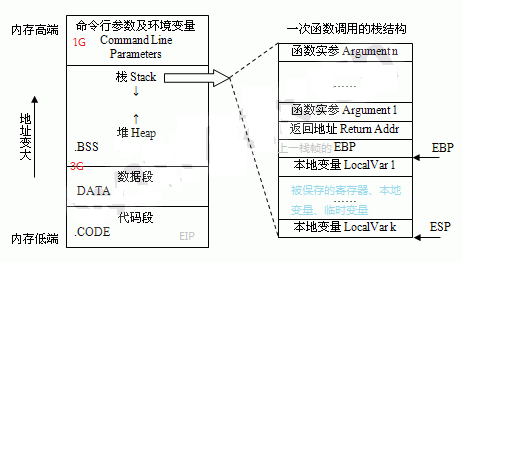 内存高端
命令行参数及环境变量
1G
Command Line
Parameters
栈 Stack
↓
↑
堆 Heap
.BSS
3G
数据段
DATA
代码段
.CODE
EIP
地址变大
内存低端
一次函数调用的栈结构
函数实参 Argument n
......
函数实参 Argument 1
返回地址 Return Addr
上一栈帧的 EBP
EBP
本地变量 LocalVar 1
被保存的寄存器、本地
......
变量、临时变量
本地变量 LocalVar k
ESP